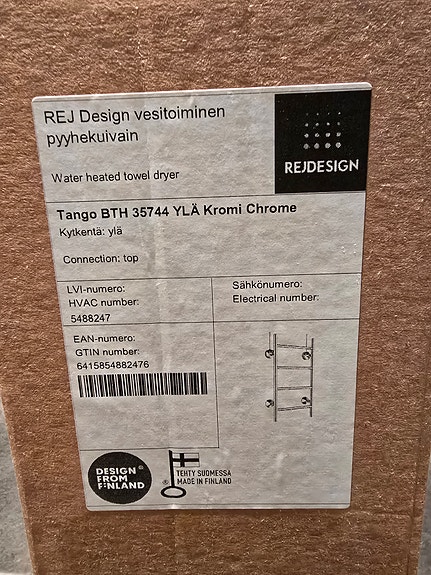 REJ Design vesitoiminen
pyyhekuivain
Water heated towel dryer
REJDESIGN
Tango BTH 35744 YLÄ Kromi Chrome
Kytkentä: ylä
Connection: top
LVI-numero:
HVAC number:
5488247
Sähkönumero:
Electrical number:
EAN-numero:
GTIN number:
6415854882476
DESIGN®
FROM
FINLAND
®
TEHTY SUOMESSA
MADE IN FINLAND